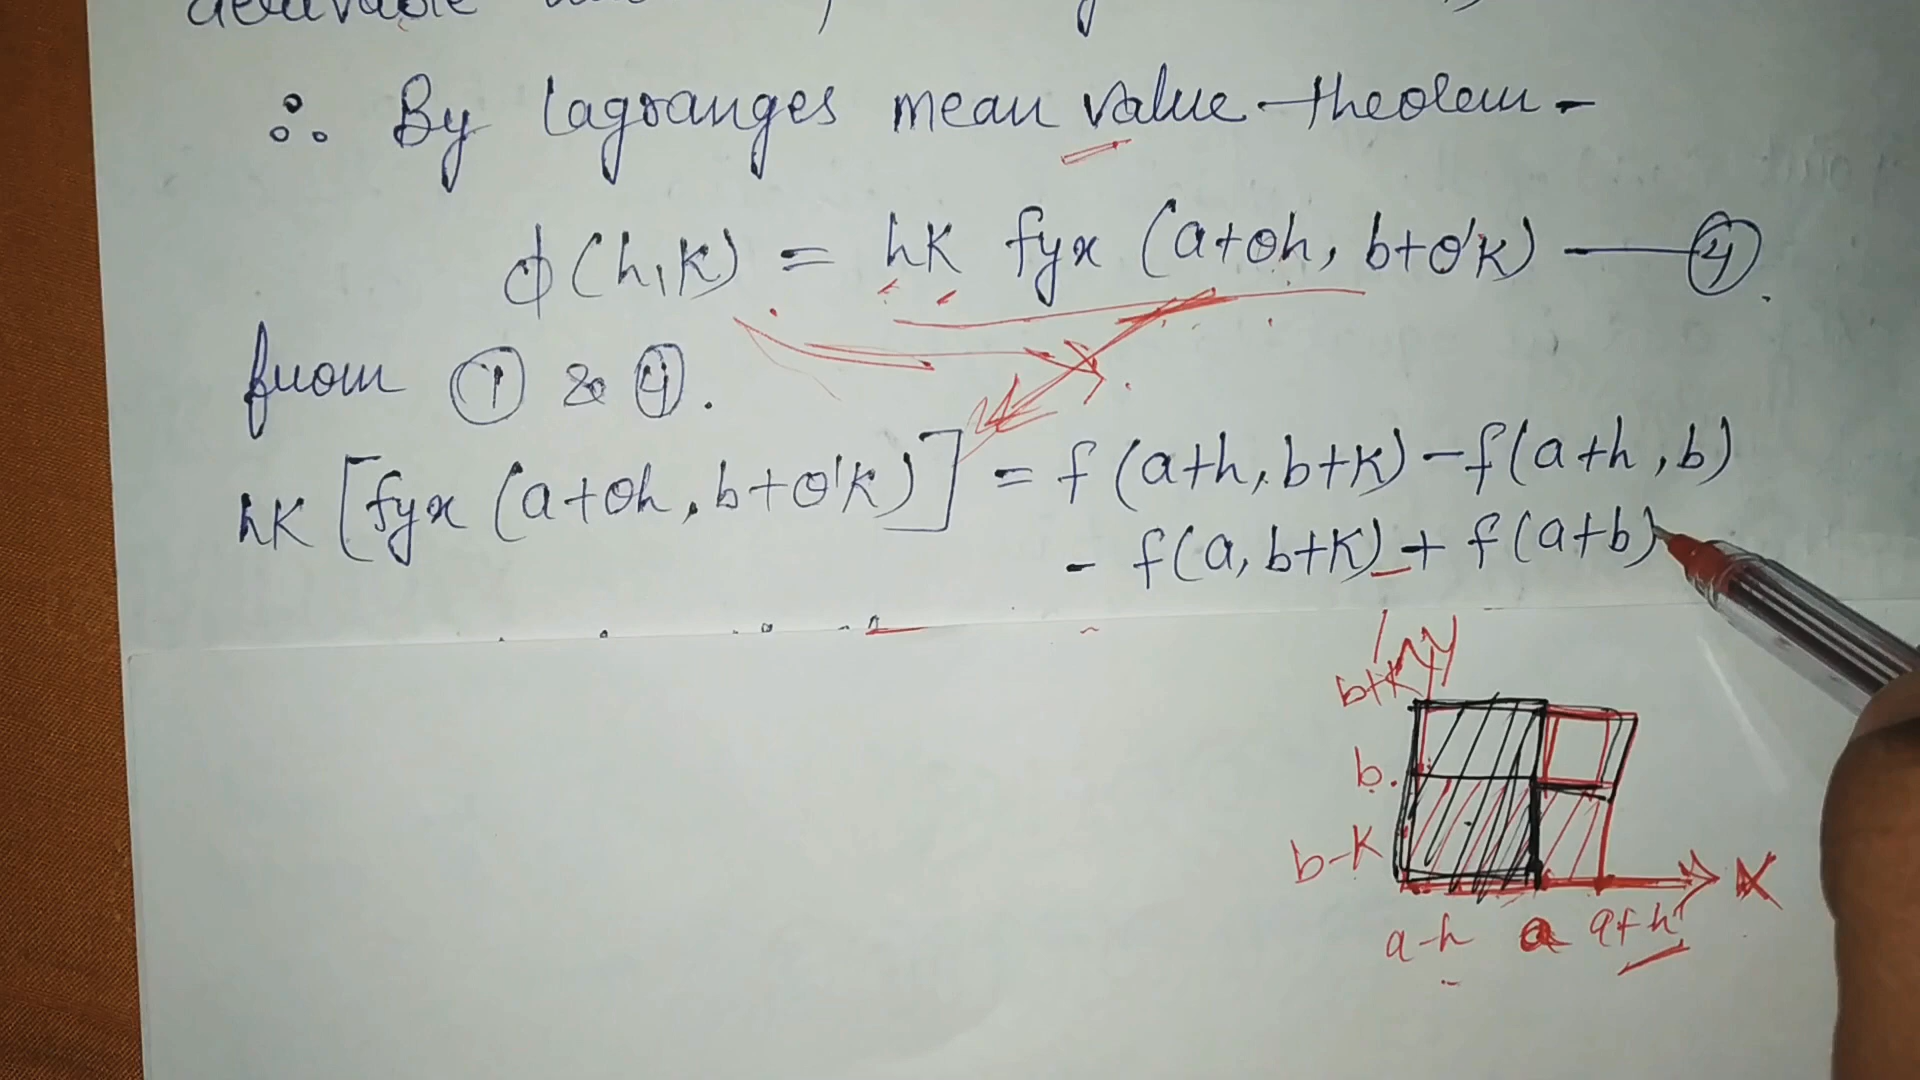 ∴ By lagranges mean value theorem -
ϕ(h,k) = hk fyx (a+θh, b+θ'k) — ④.
from ① & ④.
hk [fyx (a+θh, b+θ'k)] = f(a+h, b+k) - f(a+h, b)
- f(a, b+k) + f(a+b)
y
b+k
b.
b-k
X
a-h a a+h